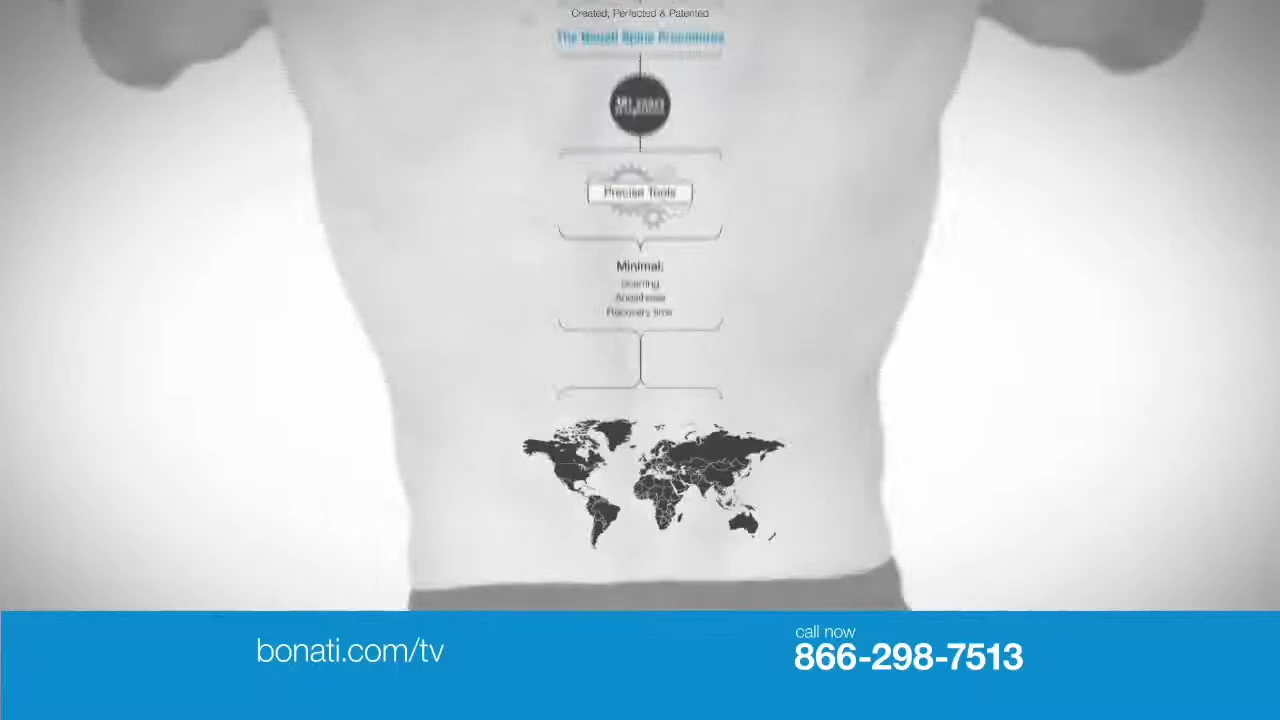 Created, Perfected & Patented
The Bonati Spine Procedures
Precise Tools
Minimal:
Scarring
Anesthesia
Recovery time
bonati.com/tv
call now
866-298-7513